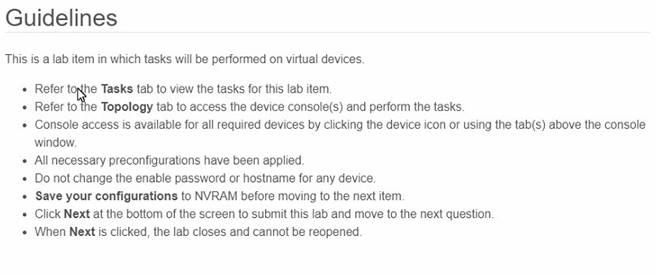 Guidelines
This is a lab item in which tasks will be performed on virtual devices.
• Refer to the Tasks tab to view the tasks for this lab item.
• Refer to the Topology tab to access the device console(s) and perform the tasks.
• Console access is available for all required devices by clicking the device icon or using the tab(s) above the console
window.
• All necessary preconfigurations have been applied.
• Do not change the enable password or hostname for any device.
• Save your configurations to NVRAM before moving to the next item.
• Click Next at the bottom of the screen to submit this lab and move to the next question.
• When Next is clicked, the lab closes and cannot be reopened.